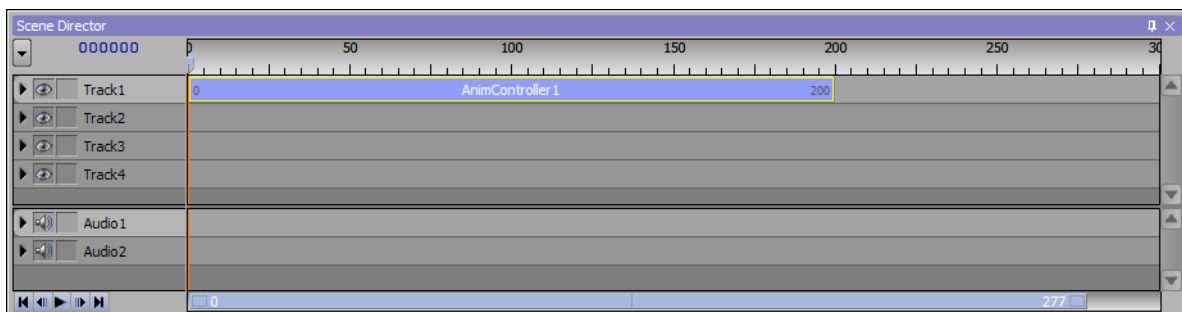 Scene Director
000000 0 50 100 150 200 250 30
Track1 0 AnimController1 200
Track2
Track3
Track4
Audio1
Audio2
0 277